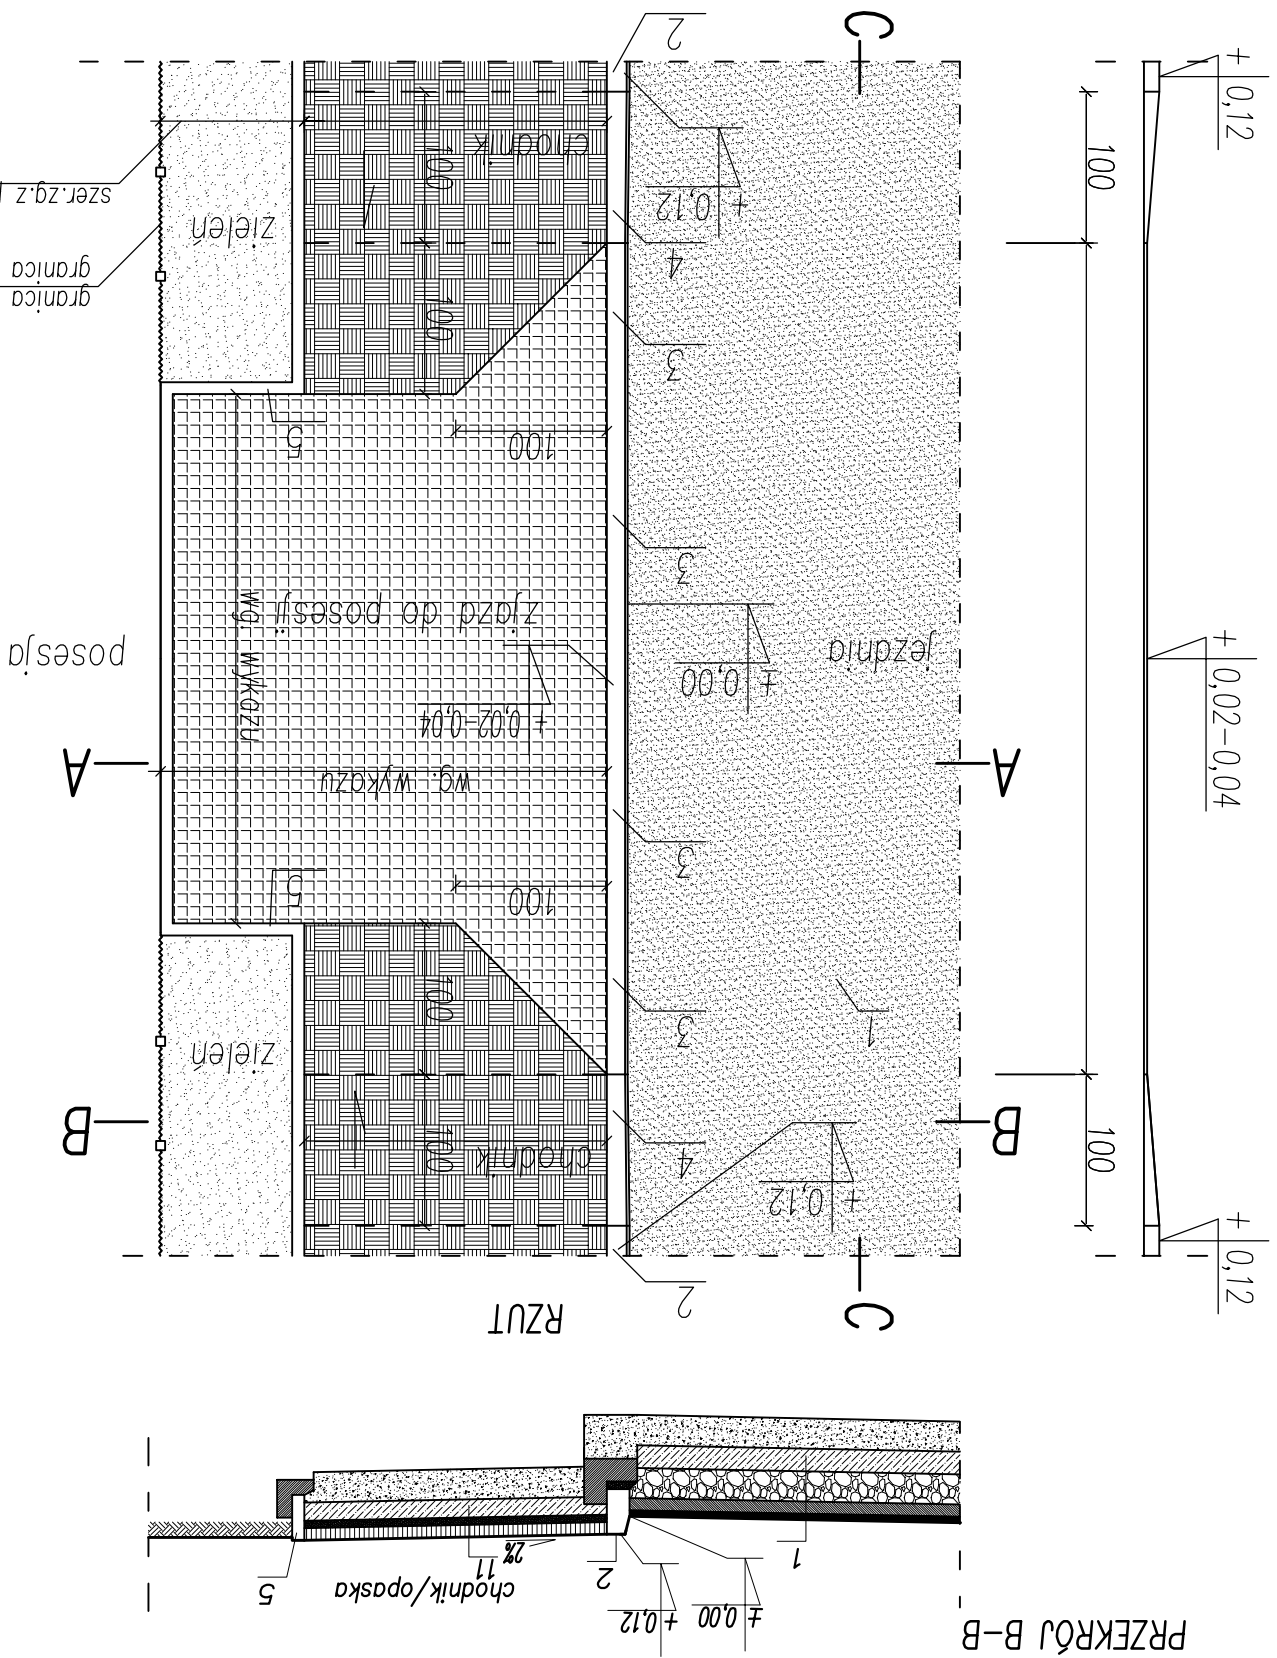 PRZEKRÓJ B-B
± 0,00
+ 0,12
chodnik/opaska
5
1
2
2%
11
RZUT
C
2
+ 0,12
+ 0,12
4
chodnik
100
100
B
B
1
3
zieleń
100
100
5
3
A
A
wg. wykazu
+ 0,02-0,04
+ 0,02-0,04
± 0,00
jezdnia
zjazd do posesji
wg. wykazu
posesja
3
100
5
3
100
4
granica
granica
zieleń
szer.zg.z
+ 0,12
100
100
chodnik
+ 0,12
2
C